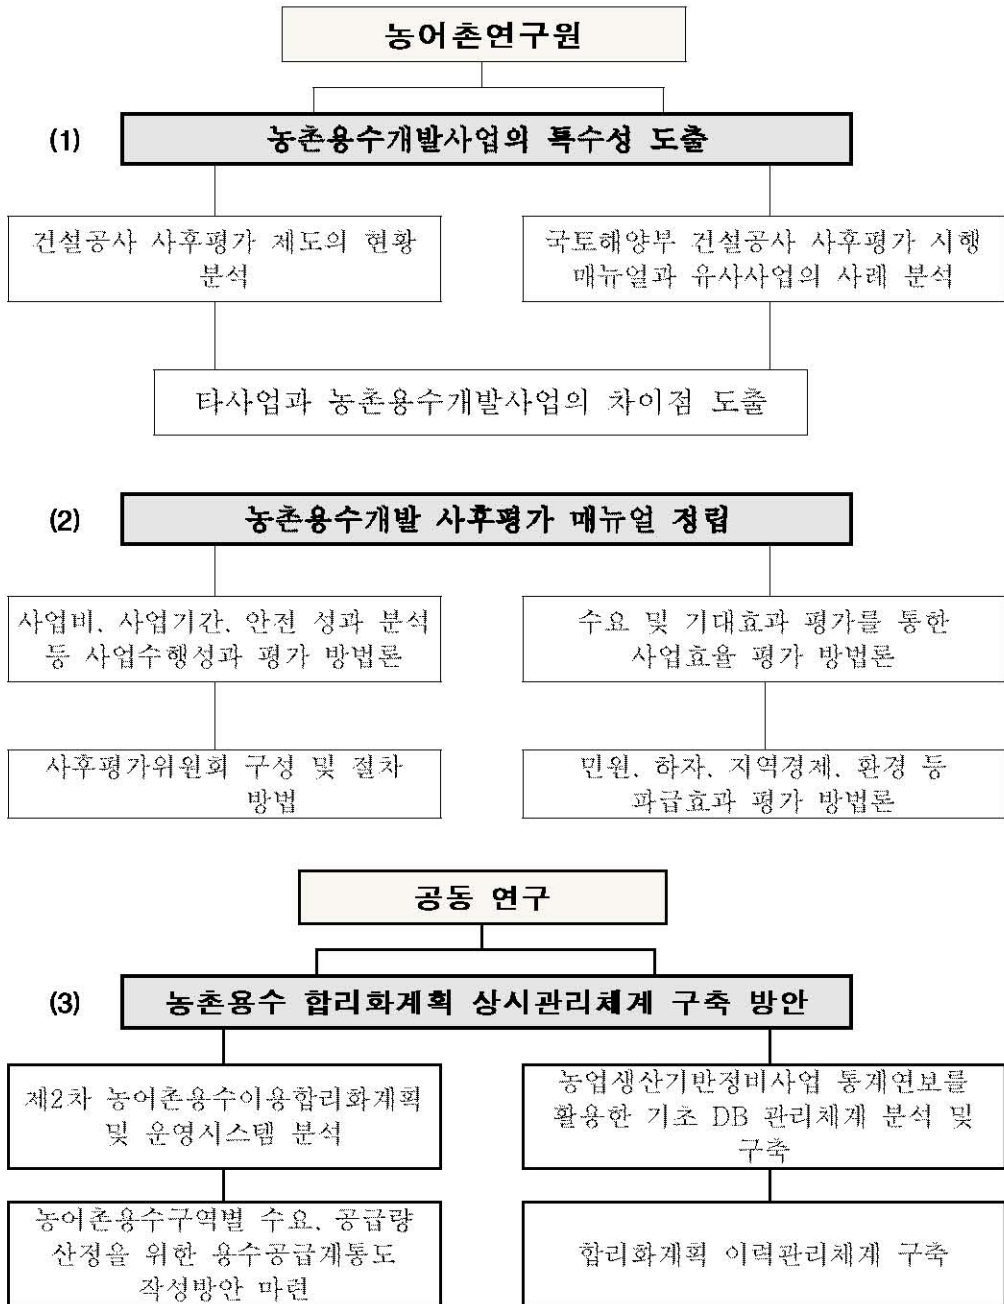 농어촌연구원
(1)
농촌용수개발사업의 특수성 도출
건설공사 사후평가 제도의 현황
분석
국토해양부 건설공사 사후평가 시행
매뉴얼과 유사사업의 사례 분석
타사업과 농촌용수개발사업의 차이점 도출
(2)
농촌용수개발 사후평가 매뉴얼 정립
사업비, 사업기간, 안전 성과 분석
등 사업수행성과 평가 방법론
수요 및 기대효과 평가를 통한
사업효율 평가 방법론
사후평가위원회 구성 및 절차
방법
민원, 하자, 지역경제, 환경 등
파급효과 평가 방법론
공동 연구
(3)
농촌용수 합리화계획 상시관리체계 구축 방안
제2차 농어촌용수이용합리화계획
및 운영시스템 분석
농업생산기반정비사업 통계연보를
활용한 기초 DB 관리체계 분석 및
구축
농어촌용수구역별 수요, 공급량
산정을 위한 용수공급계통도
작성방안 마련
합리화계획 이력관리체계 구축